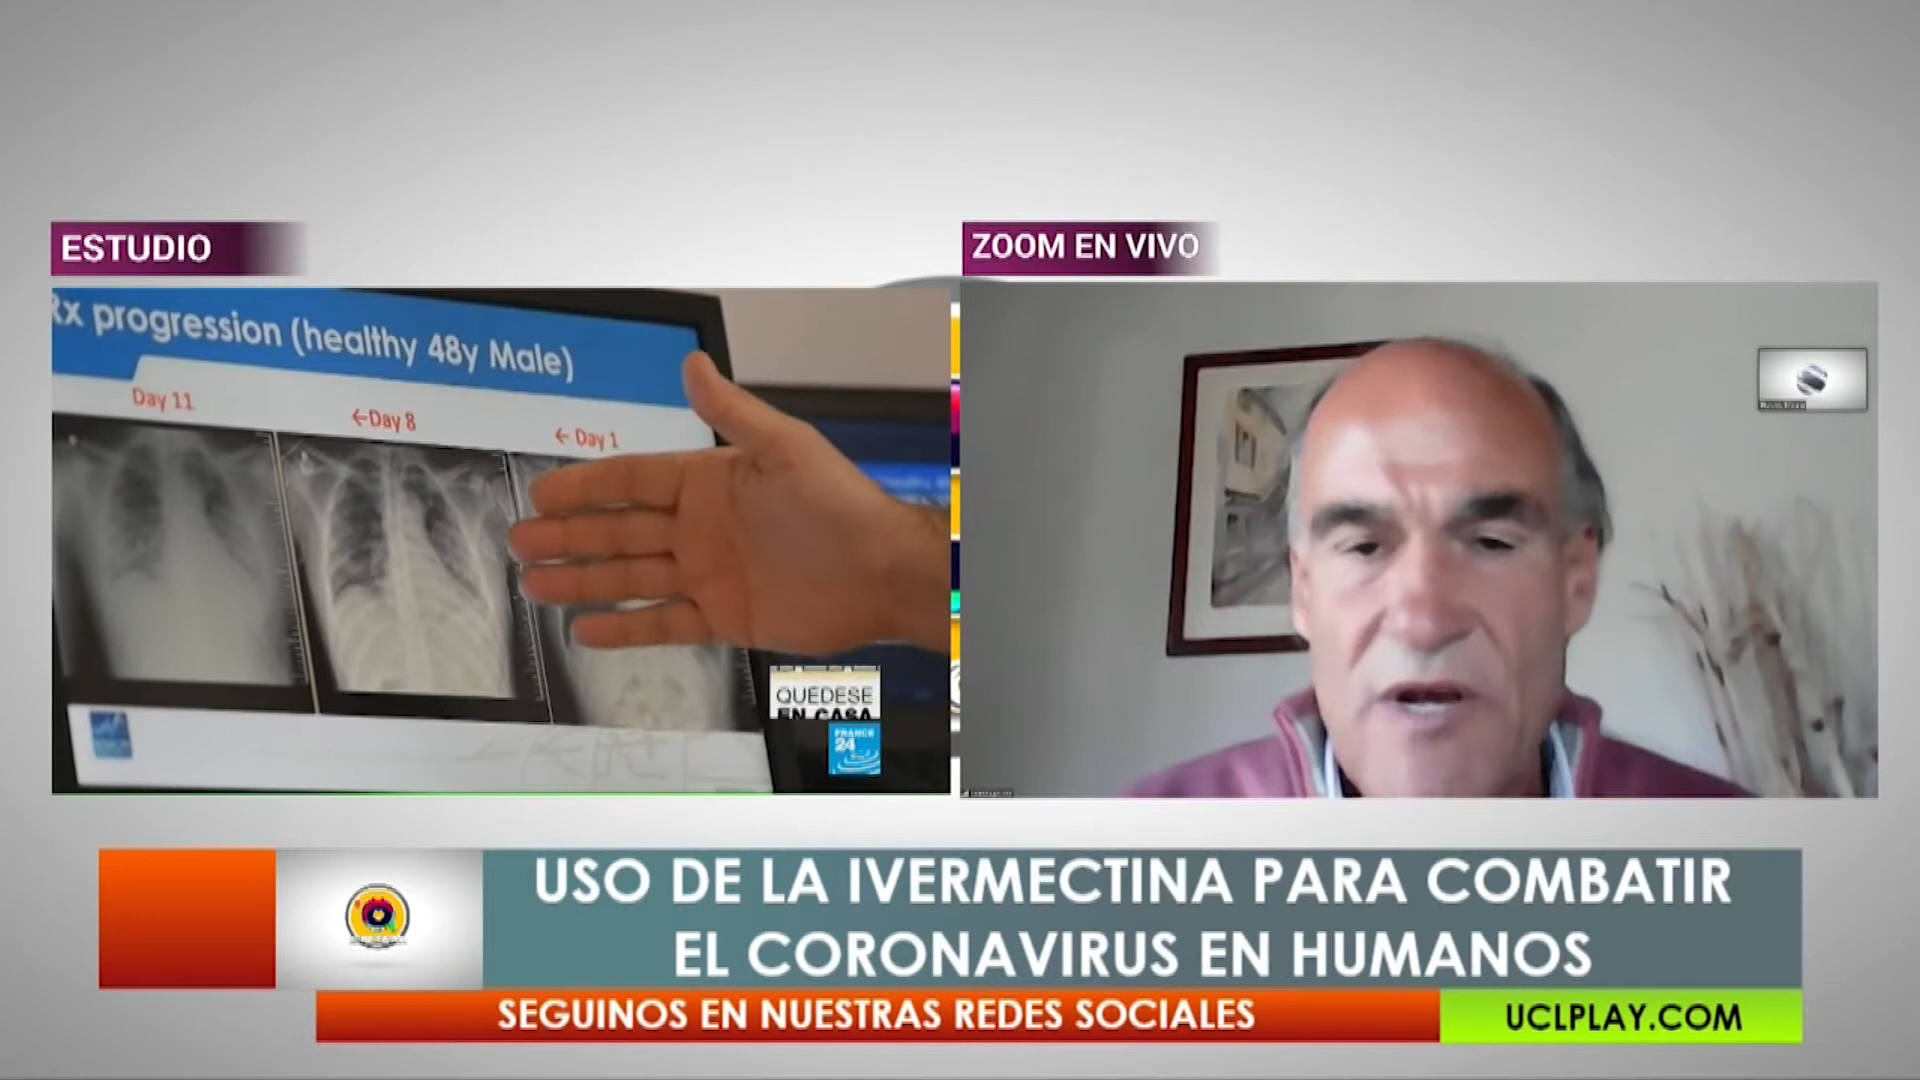 ESTUDIO
ZOOM EN VIVO
Rx progression (healthy 48y Male)
Day 11
←Day 8
← Day 1
QUÉDESE
EN CASA
FRANCE
24
USO DE LA IVERMECTINA PARA COMBATIR
EL CORONAVIRUS EN HUMANOS
SEGUINOS EN NUESTRAS REDES SOCIALES
UCLPLAY.COM